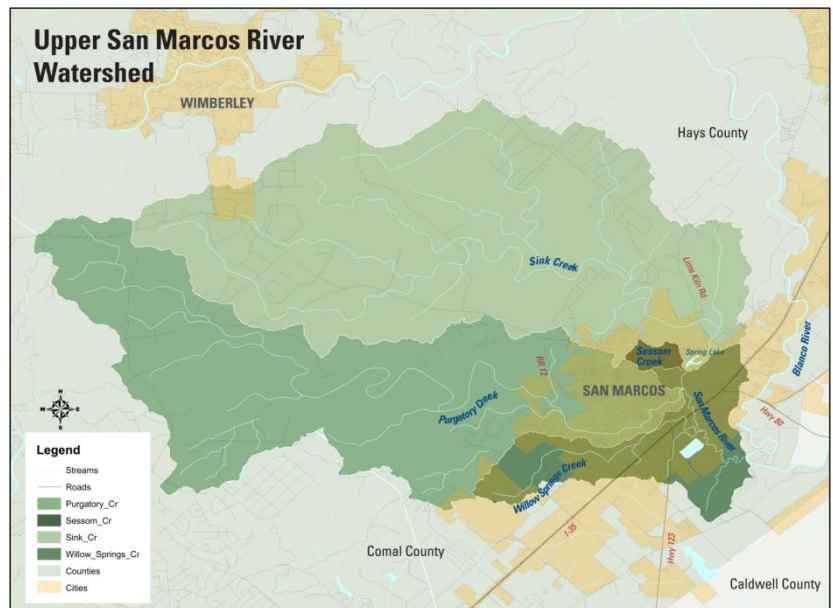 Upper San Marcos River
Watershed
WIMBERLEY
Hays County
Sink Creek
Lime Kiln Rd
Blanco River
Sessom
Creek
Spring Lake
RR 12
SAN MARCOS
Purgatory Creek
San Marcos River
Hwy 80
Willow Springs Creek
I-35
Hwy 123
Comal County
Caldwell County
N
W
E
S
Legend
Streams
Roads
Purgatory_Cr
Sessom_Cr
Sink_Cr
Willow_Springs_Cr
Counties
Cities